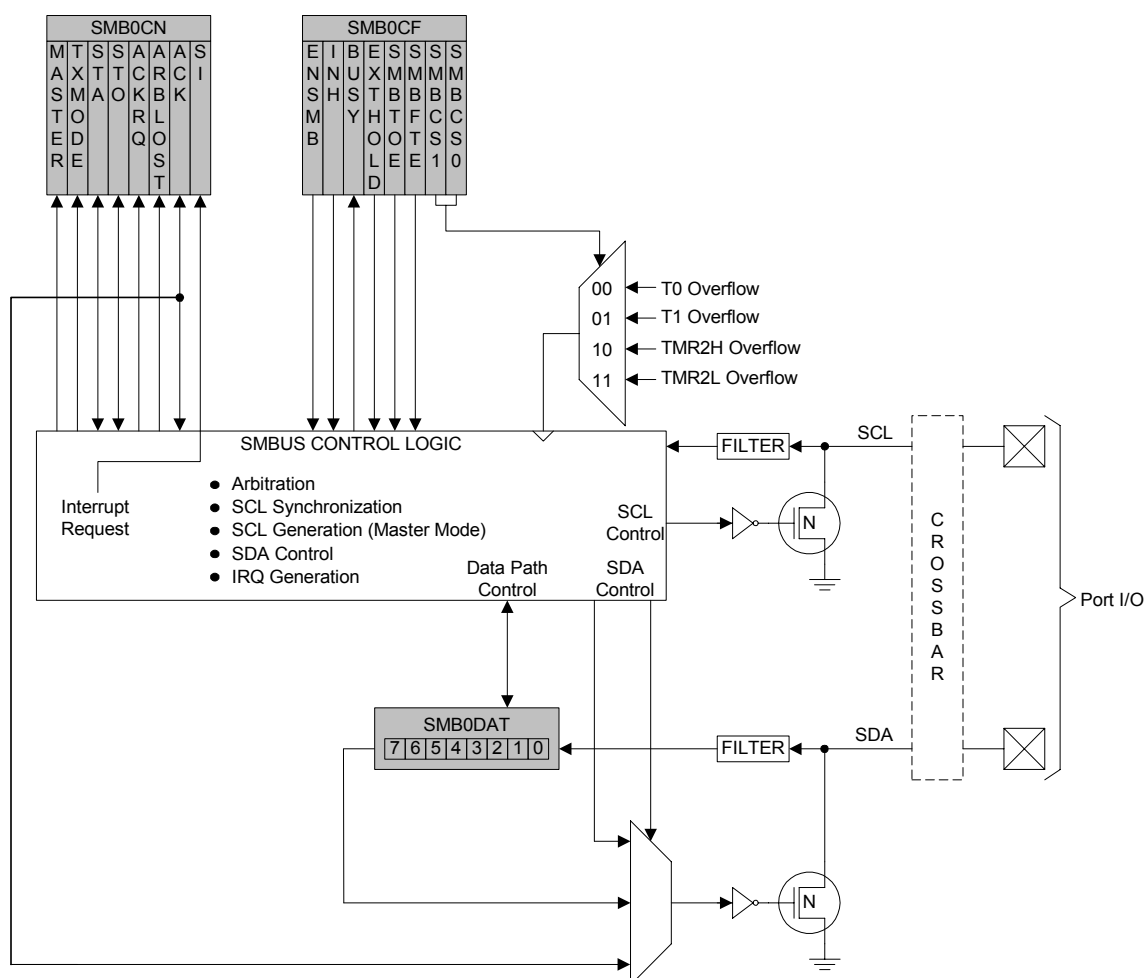 SMB0CN
MASTER
TXMODE
STA
STO
ACKRQ
ARBLOST
ACK
SI
SMB0CF
ENSMB
INH
BUSY
EXTHOLD
SMBTOE
SMBFTE
SMBCS1
SMBCS0
00
01
10
11
T0 Overflow
T1 Overflow
TMR2H Overflow
TMR2L Overflow
SMBUS CONTROL LOGIC
Interrupt
Request
● Arbitration
● SCL Synchronization
● SCL Generation (Master Mode)
● SDA Control
● IRQ Generation
SCL
Control
Data Path
Control
SDA
Control
FILTER
SCL
N
CROSSBAR
Port I/O
SMB0DAT
7 6 5 4 3 2 1 0
FILTER
SDA
N